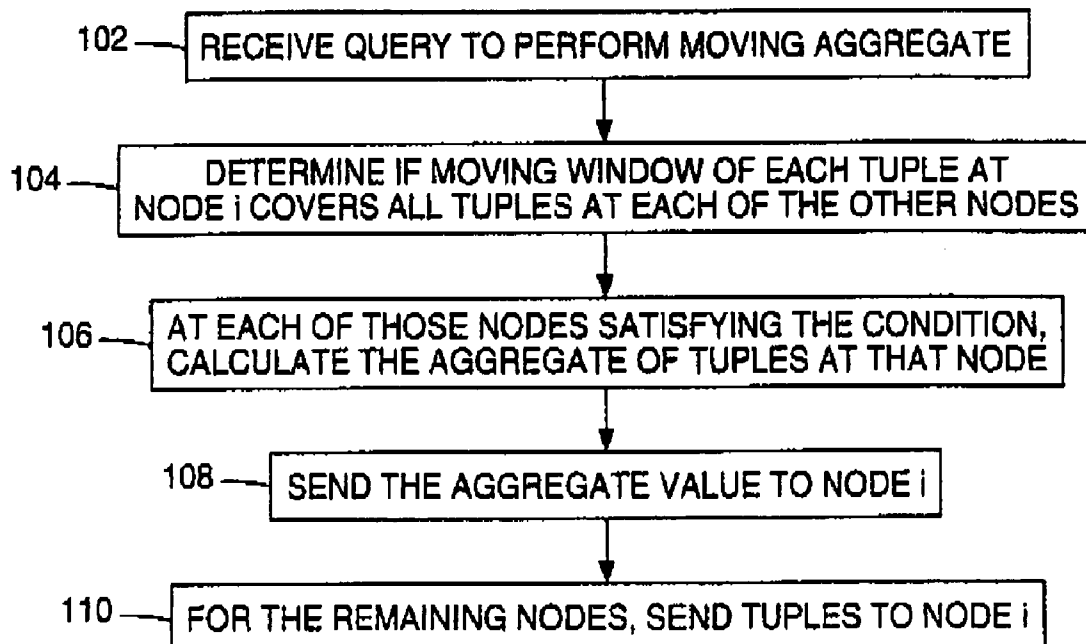 102 RECEIVE QUERY TO PERFORM MOVING AGGREGATE
104 DETERMINE IF MOVING WINDOW OF EACH TUPLE AT
NODE i COVERS ALL TUPLES AT EACH OF THE OTHER NODES
106 AT EACH OF THOSE NODES SATISFYING THE CONDITION,
CALCULATE THE AGGREGATE OF TUPLES AT THAT NODE
108 SEND THE AGGREGATE VALUE TO NODE i
110 FOR THE REMAINING NODES, SEND TUPLES TO NODE i